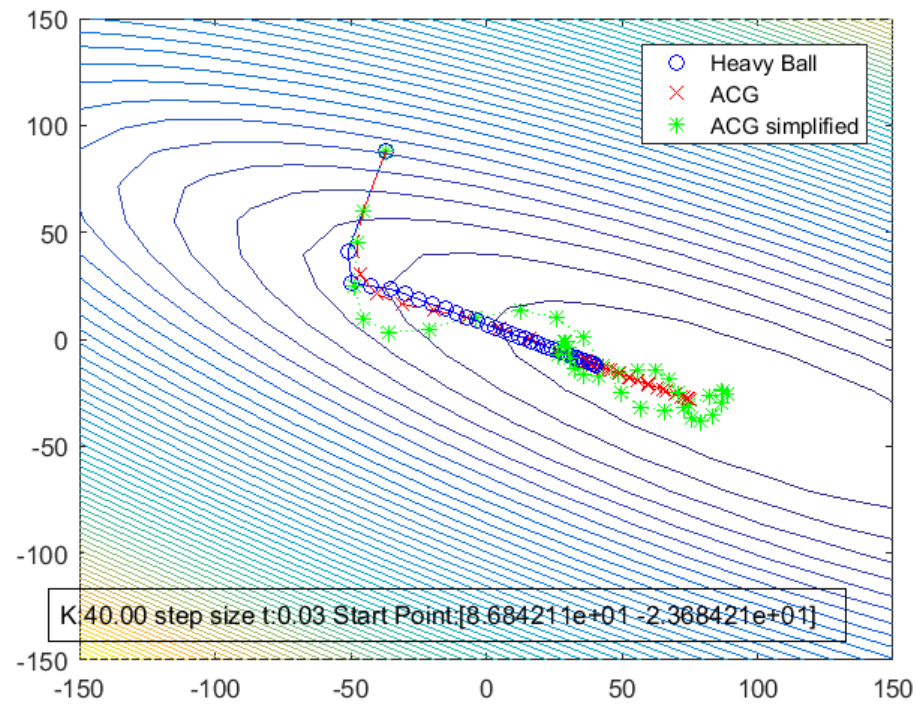 150
100
50
0
-50
-100
-150
-150 -100 -50 0 50 100 150
Heavy Ball
ACG
ACG simplified
K:40.00 step size t:0.03 Start Point:[8.684211e+01 -2.368421e+01]